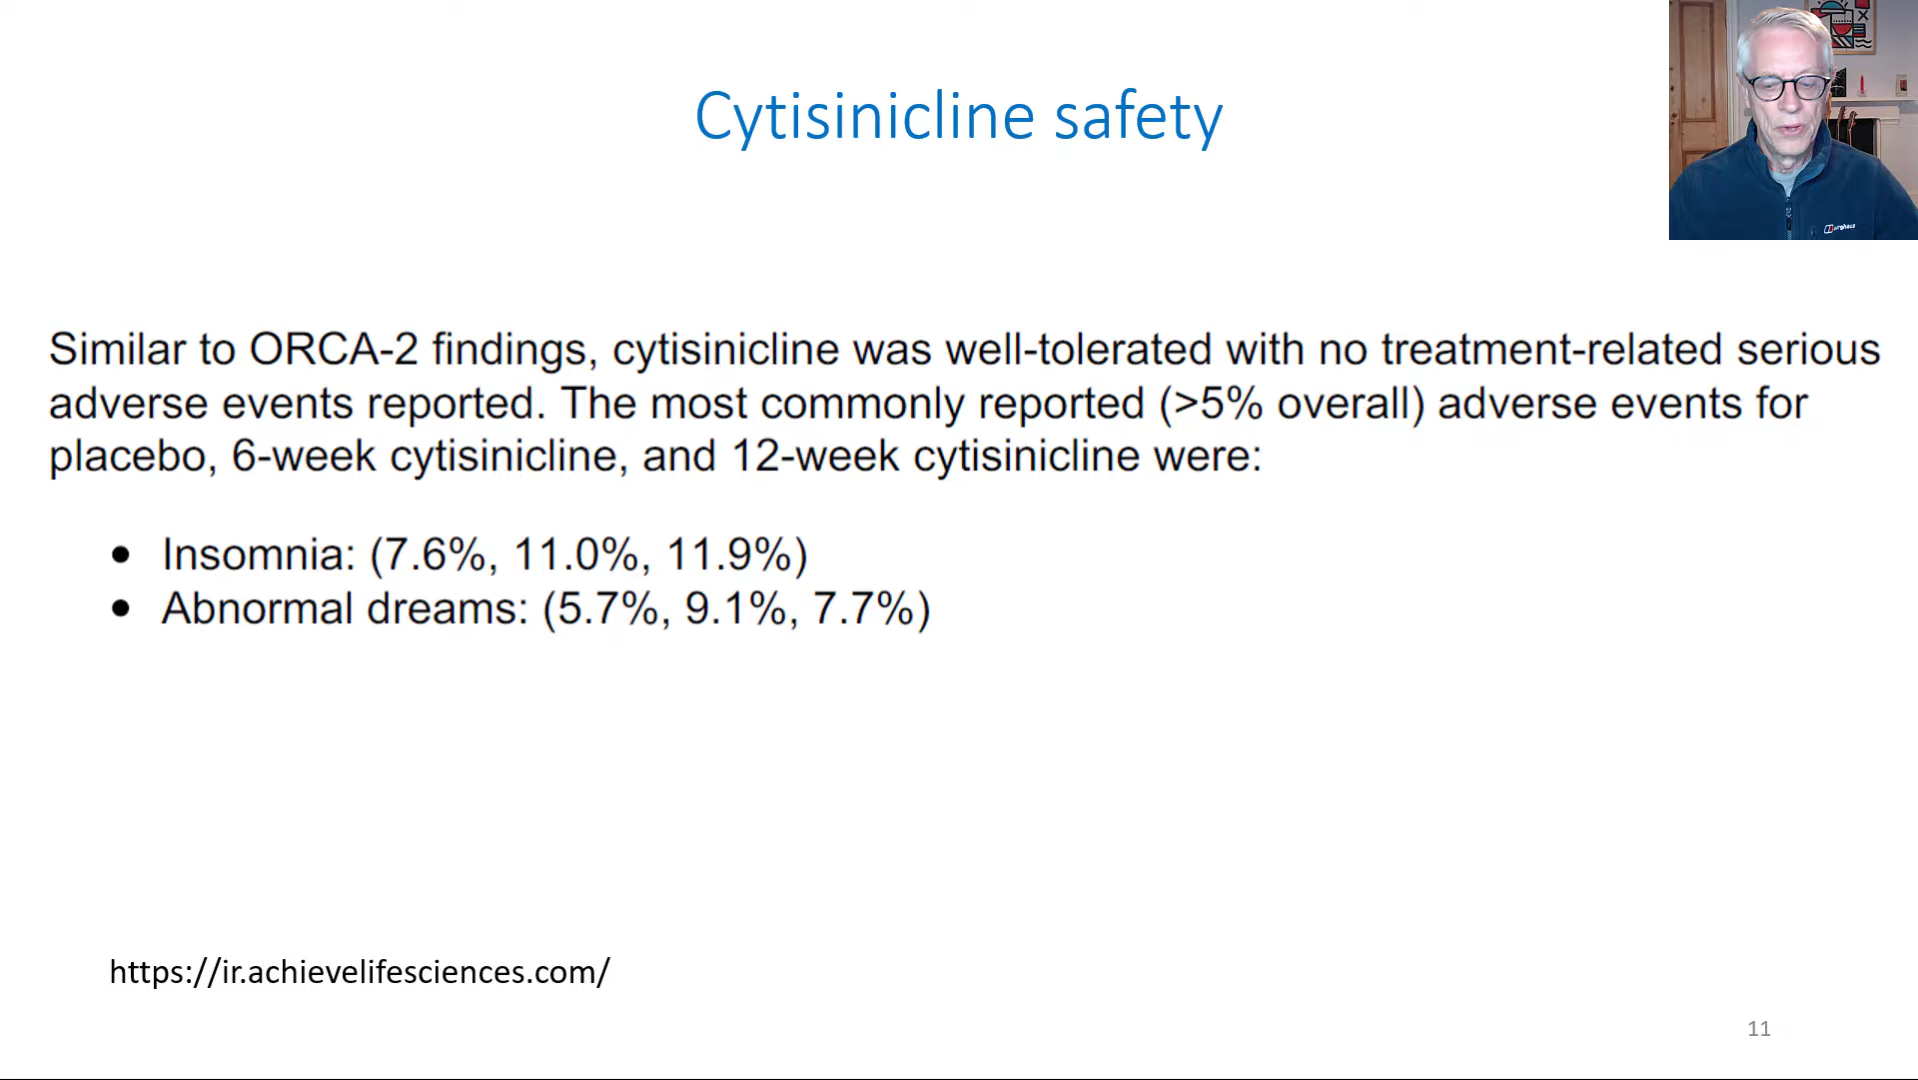 Cytisinicline safety
Similar to ORCA-2 findings, cytisinicline was well-tolerated with no treatment-related serious
adverse events reported. The most commonly reported (>5% overall) adverse events for
placebo, 6-week cytisinicline, and 12-week cytisinicline were:
● Insomnia: (7.6%, 11.0%, 11.9%)
● Abnormal dreams: (5.7%, 9.1%, 7.7%)
https://ir.achievelifesciences.com/
11